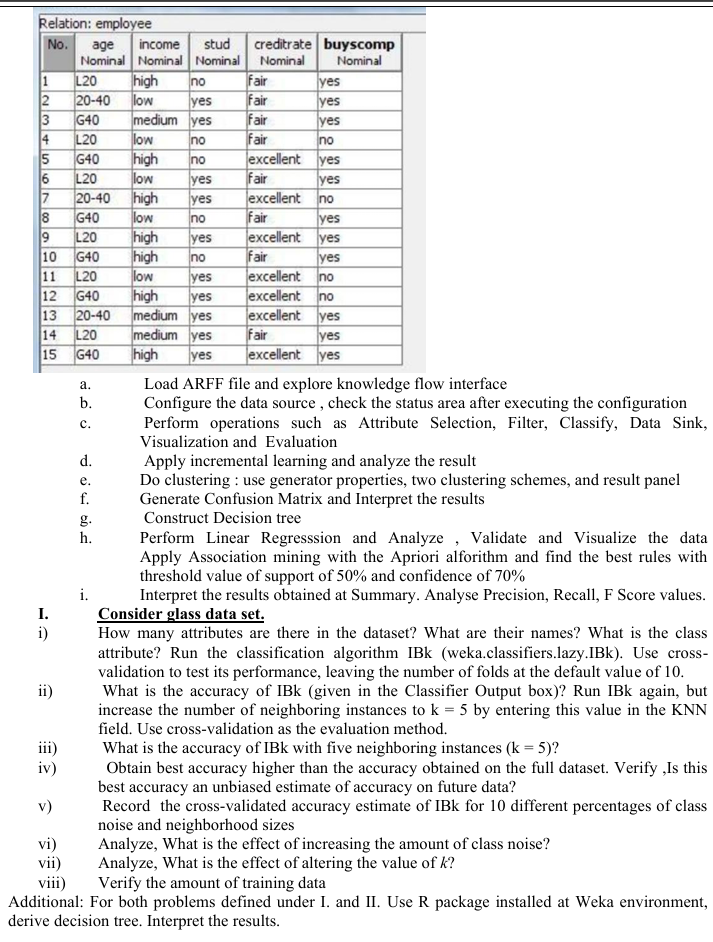 Relation: employee
No. age income stud creditrate buyscomp
Nominal Nominal Nominal Nominal Nominal
1 L20 high no fair yes
2 20-40 low yes fair yes
3 G40 medium yes fair yes
4 L20 low no fair no
5 G40 high no excellent yes
6 L20 low yes fair yes
7 20-40 high yes excellent no
8 G40 low no fair yes
9 L20 high yes excellent yes
10 G40 high no fair yes
11 L20 low yes excellent no
12 G40 high yes excellent no
13 20-40 medium yes excellent yes
14 L20 medium yes fair yes
15 G40 high yes excellent yes
a. Load ARFF file and explore knowledge flow interface
b. Configure the data source , check the status area after executing the configuration
c. Perform operations such as Attribute Selection, Filter, Classify, Data Sink,
Visualization and Evaluation
d. Apply incremental learning and analyze the result
e. Do clustering : use generator properties, two clustering schemes, and result panel
f. Generate Confusion Matrix and Interpret the results
g. Construct Decision tree
h. Perform Linear Regresssion and Analyze , Validate and Visualize the data
Apply Association mining with the Apriori alforithm and find the best rules with
threshold value of support of 50% and confidence of 70%
i. Interpret the results obtained at Summary. Analyse Precision, Recall, F Score values.
I. Consider glass data set.
i) How many attributes are there in the dataset? What are their names? What is the class
attribute? Run the classification algorithm IBk (weka.classifiers.lazy.IBk). Use cross-
validation to test its performance, leaving the number of folds at the default value of 10.
ii) What is the accuracy of IBk (given in the Classifier Output box)? Run IBk again, but
increase the number of neighboring instances to k = 5 by entering this value in the KNN
field. Use cross-validation as the evaluation method.
iii) What is the accuracy of IBk with five neighboring instances (k = 5)?
iv) Obtain best accuracy higher than the accuracy obtained on the full dataset. Verify ,Is this
best accuracy an unbiased estimate of accuracy on future data?
v) Record the cross-validated accuracy estimate of IBk for 10 different percentages of class
noise and neighborhood sizes
vi) Analyze, What is the effect of increasing the amount of class noise?
vii) Analyze, What is the effect of altering the value of k?
viii) Verify the amount of training data
Additional: For both problems defined under I. and II. Use R package installed at Weka environment,
derive decision tree. Interpret the results.